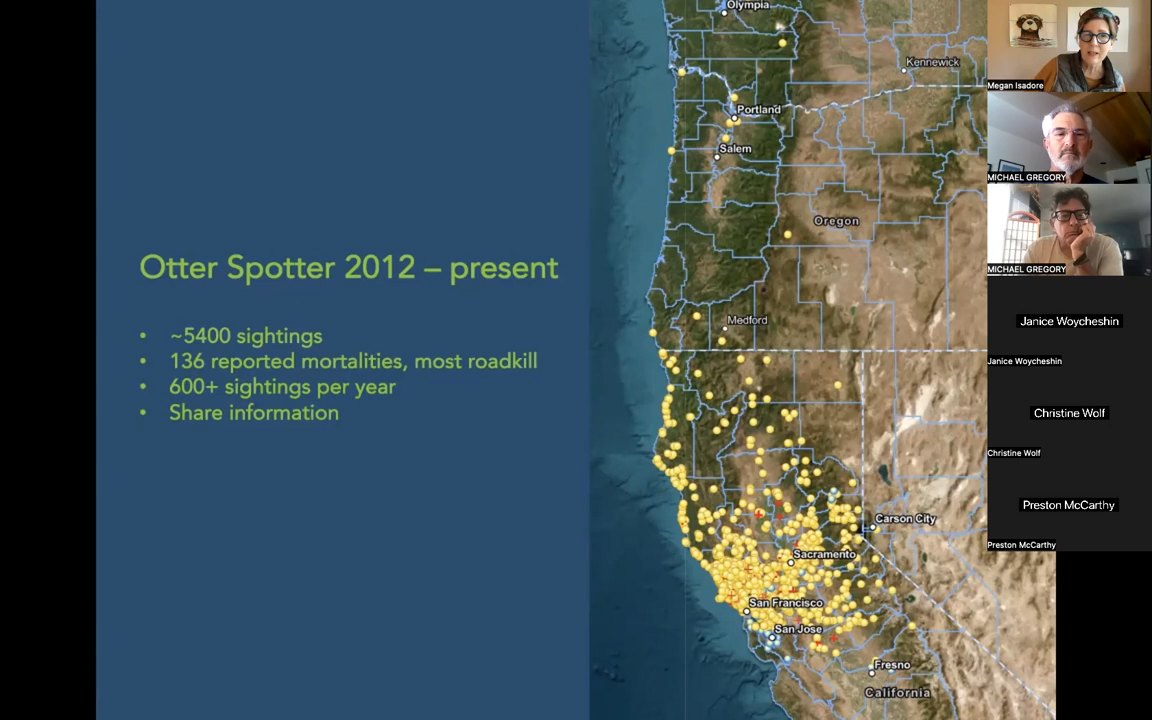 Otter Spotter 2012 – present
• ~5400 sightings
• 136 reported mortalities, most roadkill
• 600+ sightings per year
• Share information
Olympia
Kennewick
Portland
Salem
Oregon
Medford
Carson City
Sacramento
San Francisco
San Jose
Fresno
California
Megan Isadore
MICHAEL GREGORY
MICHAEL GREGORY
Janice Woycheshin
Janice Woycheshin
Christine Wolf
Christine Wolf
Preston McCarthy
Preston McCarthy